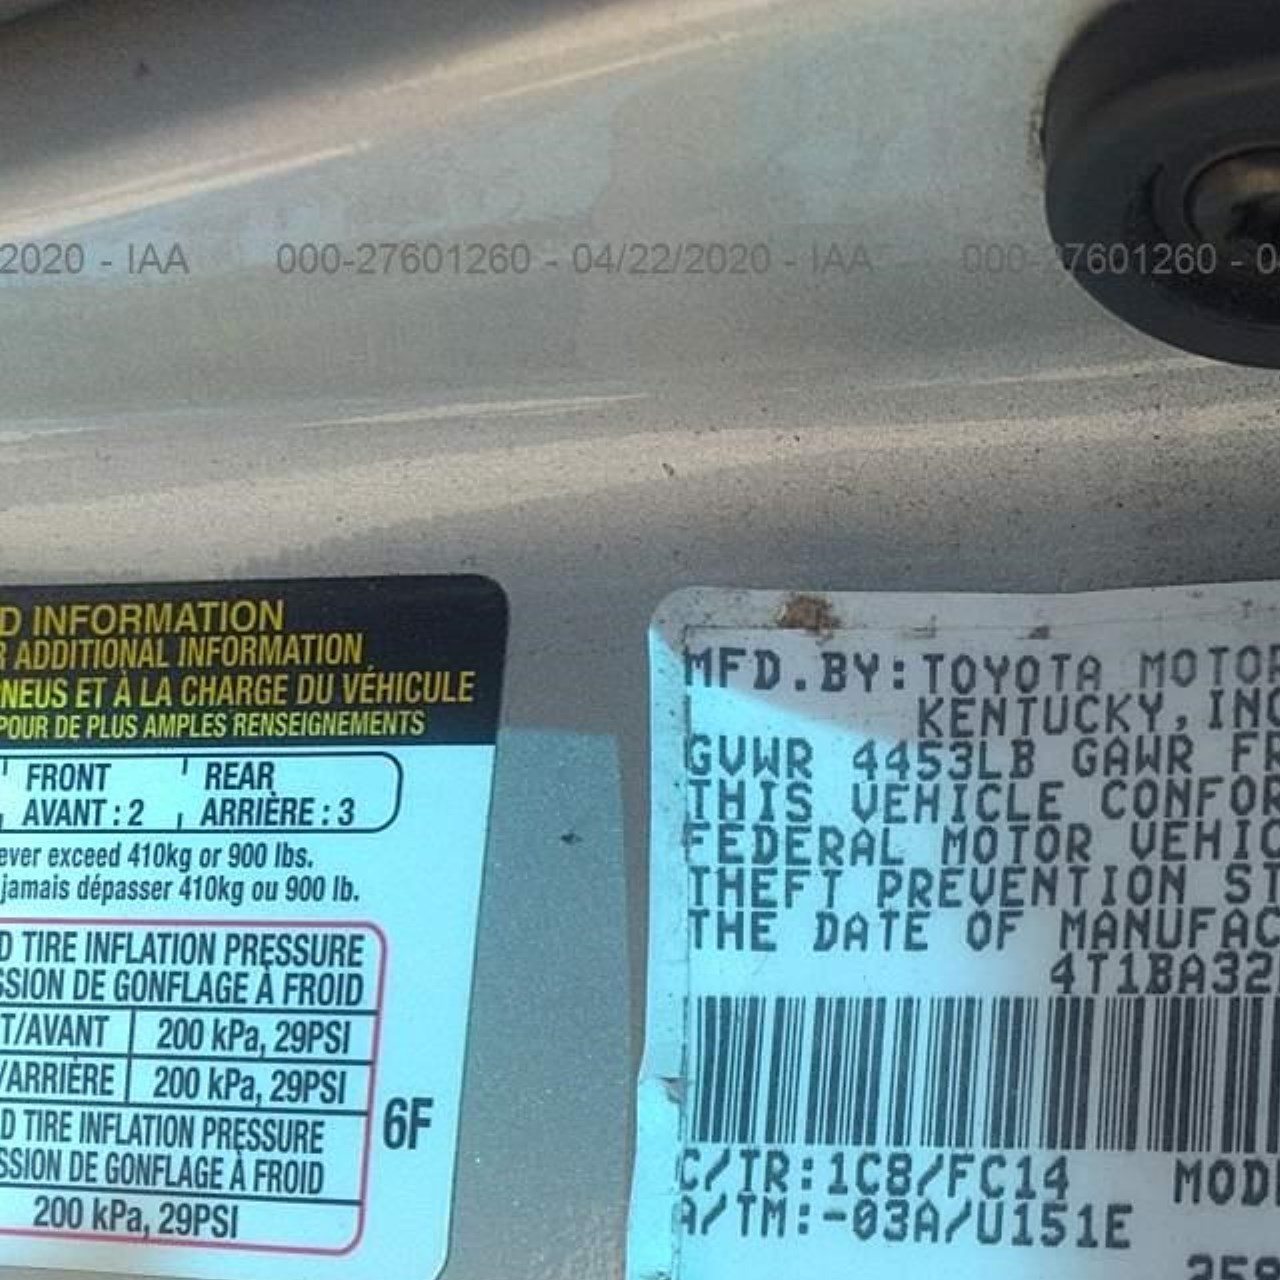 2020 - IAA 000-27601260 - 04/22/2020 - IAA 000-27601260 - 04
D INFORMATION
R ADDITIONAL INFORMATION
PNEUS ET À LA CHARGE DU VÉHICULE
POUR DE PLUS AMPLES RENSEIGNEMENTS
FRONT REAR
AVANT : 2 ARRIÈRE : 3
ever exceed 410kg or 900 lbs.
jamais dépasser 410kg ou 900 lb.
D TIRE INFLATION PRESSURE
SSION DE GONFLAGE À FROID
T/AVANT 200 kPa, 29PSI
/ARRIÈRE 200 kPa, 29PSI
D TIRE INFLATION PRESSURE
SSION DE GONFLAGE À FROID
200 kPa, 29PSI
6F
MFD.BY:TOYOTA MOTOR
KENTUCKY,INC
GVWR 4453LB GAWR FR
THIS VEHICLE CONFOR
FEDERAL MOTOR VEHIC
THEFT PREVENTION ST
THE DATE OF MANUFAC
4T1BA32
C/TR:1C8/FC14 MODE
A/TM:-03A/U151E